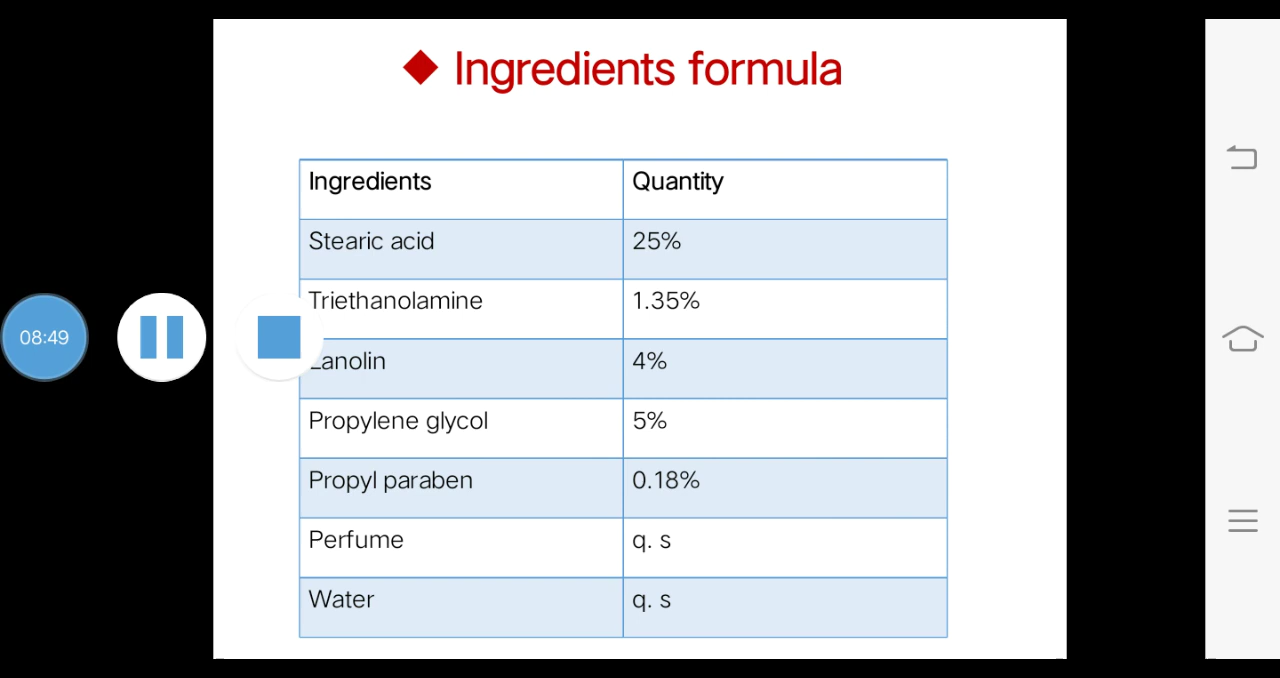 Ingredients formula
Ingredients Quantity
Stearic acid 25%
Triethanolamine 1.35%
08:49
Lanolin 4%
Propylene glycol 5%
Propyl paraben 0.18%
Perfume q. s
Water q. s